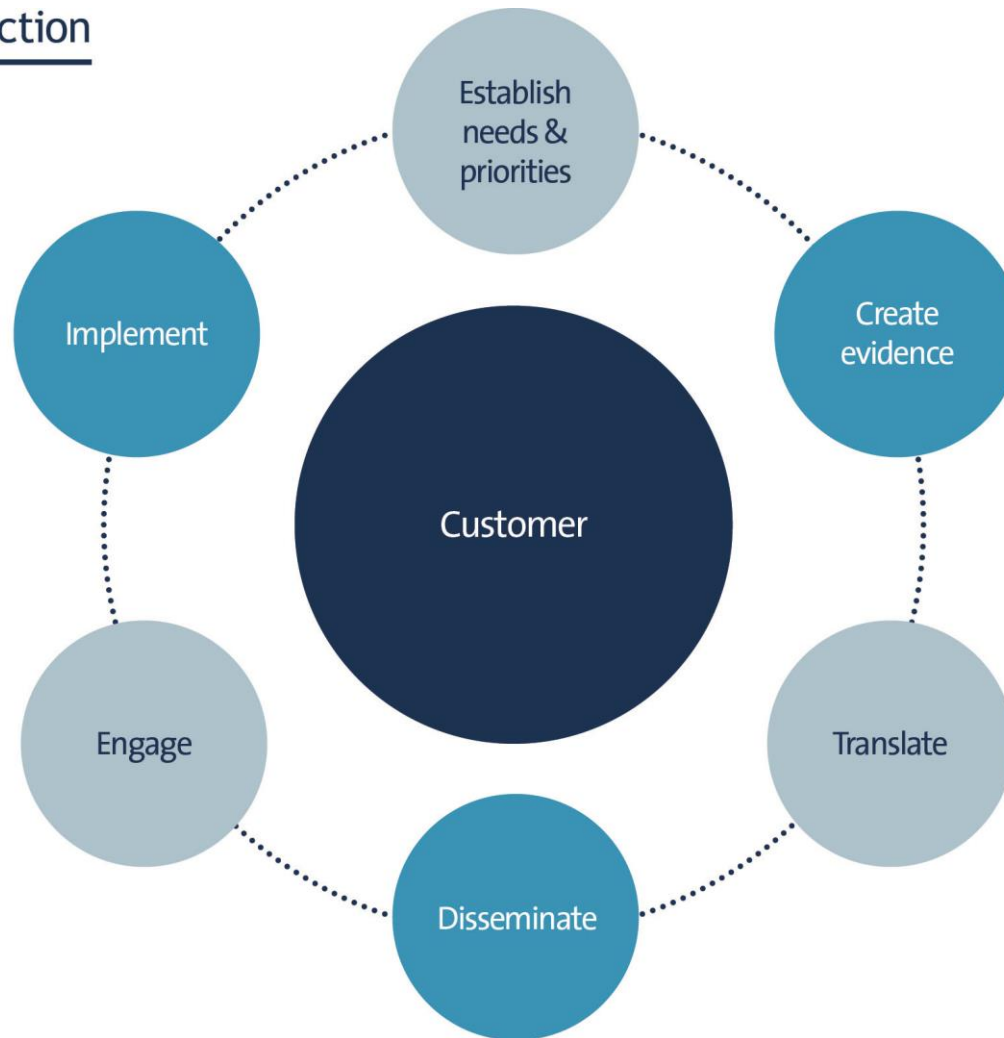 ction
Establish
needs &
priorities
Create
evidence
Implement
Customer
Engage
Translate
Disseminate